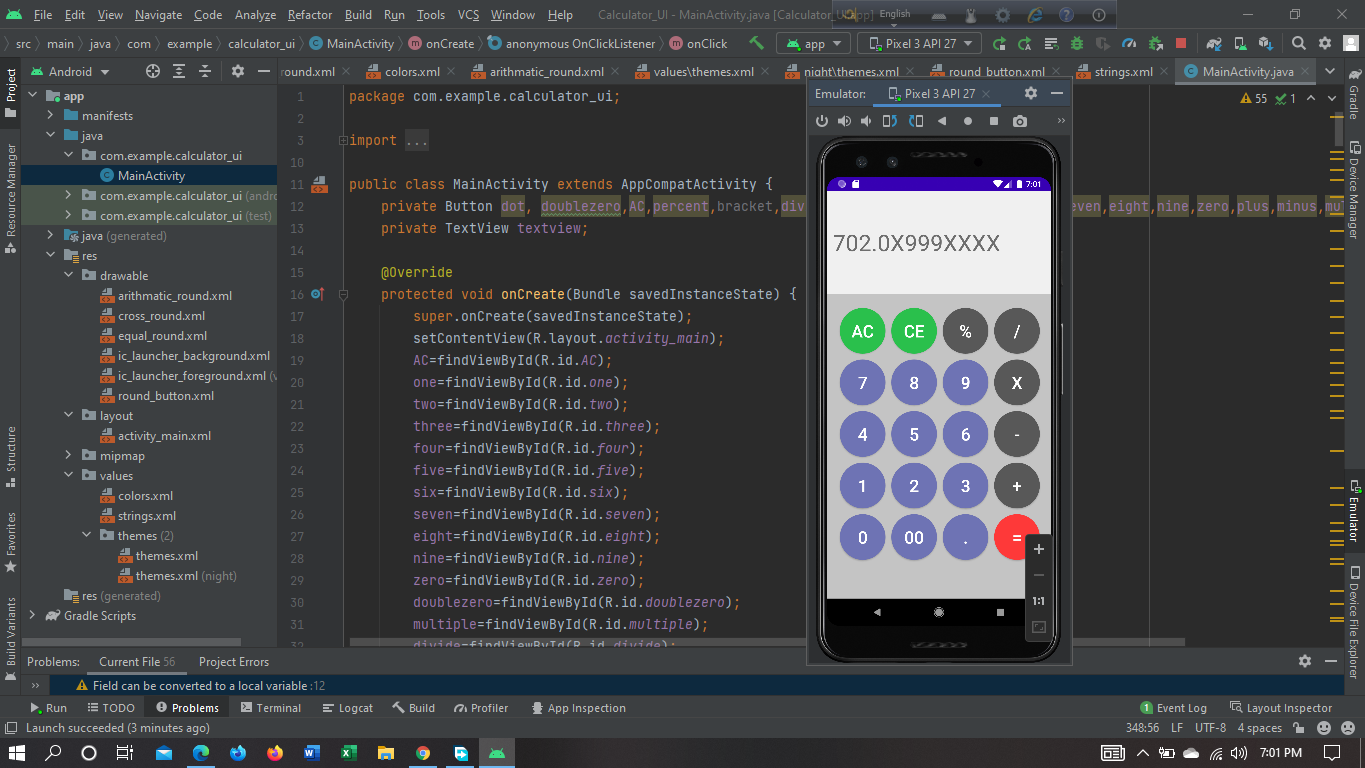 File Edit View Navigate Code Analyze Refactor Build Run Tools VCS Window Help Calculator_UI - MainActivity.java [Calculator_UI.app]
English
src main java com example calculator_ui MainActivity onCreate anonymous OnClickListener onClick app Pixel 3 API 27
Android
round.xml colors.xml arithmatic_round.xml values\themes.xml night\themes.xml round_button.xml strings.xml MainActivity.java
Project
Resource Manager
Structure
Favorites
Build Variants
app
manifests
java
com.example.calculator_ui
MainActivity
com.example.calculator_ui (andro
com.example.calculator_ui (test)
java (generated)
res
drawable
arithmatic_round.xml
cross_round.xml
equal_round.xml
ic_launcher_background.xml
ic_launcher_foreground.xml (v
round_button.xml
layout
activity_main.xml
mipmap
values
colors.xml
strings.xml
themes (2)
themes.xml
themes.xml (night)
res (generated)
Gradle Scripts
1 package com.example.calculator_ui;
2
3 import ...
10
11 public class MainActivity extends AppCompatActivity {
12 private Button dot, doublezero,AC,percent,bracket,div
even,eight,nine,zero,plus,minus,mu
13 private TextView textview;
14
15 @Override
16 protected void onCreate(Bundle savedInstanceState) {
17 super.onCreate(savedInstanceState);
18 setContentView(R.layout.activity_main);
19 AC=findViewById(R.id.AC);
20 one=findViewById(R.id.one);
21 two=findViewById(R.id.two);
22 three=findViewById(R.id.three);
23 four=findViewById(R.id.four);
24 five=findViewById(R.id.five);
25 six=findViewById(R.id.six);
26 seven=findViewById(R.id.seven);
27 eight=findViewById(R.id.eight);
28 nine=findViewById(R.id.nine);
29 zero=findViewById(R.id.zero);
30 doublezero=findViewById(R.id.doublezero);
31 multiple=findViewById(R.id.multiple);
32 divide=findViewById(R.id.divide);
55 1
Emulator: Pixel 3 API 27
7:01
702.0X999XXXX
AC CE % /
7 8 9 X
4 5 6 -
1 2 3 +
0 00 . =
1:1
Gradle
Device Manager
Emulator
Device File Explorer
Problems: Current File 56 Project Errors
Field can be converted to a local variable :12
Run TODO Problems Terminal Logcat Build Profiler App Inspection 1 Event Log Layout Inspector
Launch succeeded (3 minutes ago) 348:56 LF UTF-8 4 spaces
7:01 PM